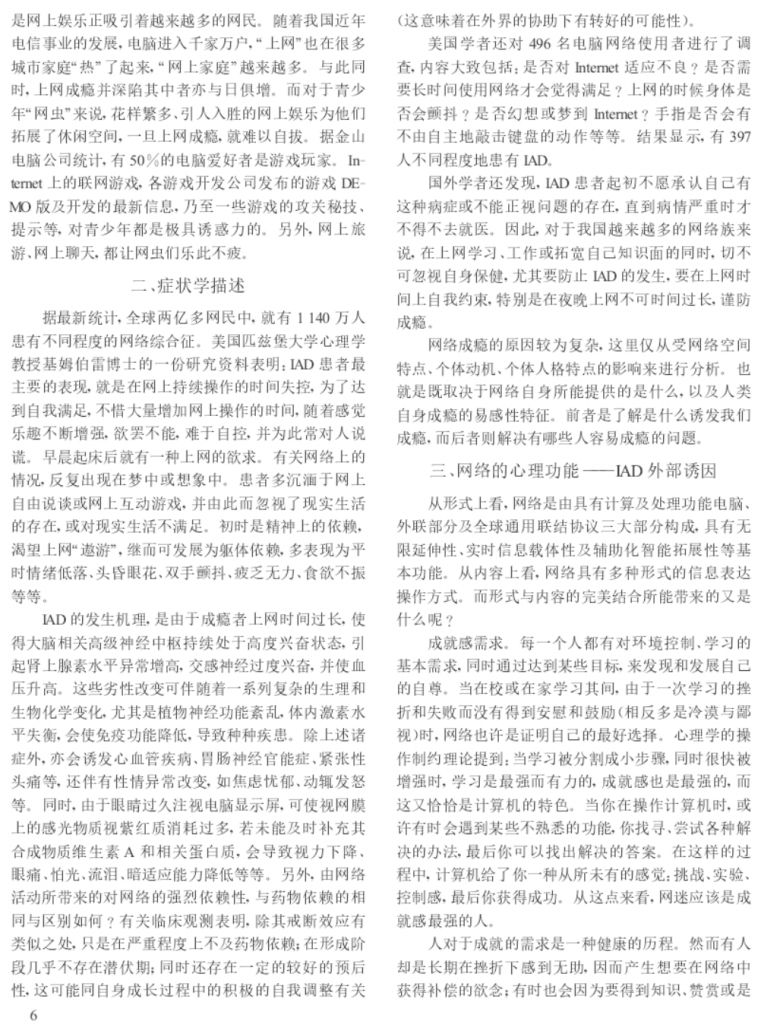 是网上娱乐正吸引着越来越多的网民。随着我国近年
电信事业的发展,电脑进入千家万户,“上网”也在很多
城市家庭“热”了起来,“网上家庭”越来越多。与此同
时,上网成瘾并深陷其中者亦与日俱增。而对于青少
年“网虫”来说,花样繁多、引人入胜的网上娱乐为他们
拓展了休闲空间,一旦上网成瘾,就难以自拔。据金山
电脑公司统计,有50%的电脑爱好者是游戏玩家。In-
ternet上的联网游戏,各游戏开发公司发布的游戏DE-
MO版及开发的最新信息,乃至一些游戏的攻关秘技、
提示等,对青少年都是极具诱惑力的。另外,网上旅
游、网上聊天,都让网虫们乐此不疲。
二、症状学描述
据最新统计,全球两亿多网民中,就有1140万人
患有不同程度的网络综合征。美国匹兹堡大学心理学
教授基姆伯雷博士的一份研究资料表明:IAD患者最
主要的表现,就是在网上持续操作的时间失控,为了达
到自我满足,不惜大量增加网上操作的时间,随着感觉
乐趣不断增强,欲罢不能,难于自控,并为此常对人说
谎。早晨起床后就有一种上网的欲求。有关网络上的
情况,反复出现在梦中或想象中。患者多沉湎于网上
自由说谈或网上互动游戏,并由此而忽视了现实生活
的存在,或对现实生活不满足。初时是精神上的依赖,
渴望上网“遨游”,继而可发展为躯体依赖,多表现为平
时情绪低落、头昏眼花、双手颤抖、疲乏无力、食欲不振
等等。
IAD的发生机理,是由于成瘾者上网时间过长,使
得大脑相关高级神经中枢持续处于高度兴奋状态,引
起肾上腺素水平异常增高,交感神经过度兴奋,并使血
压升高。这些劣性改变可伴随着一系列复杂的生理和
生物化学变化,尤其是植物神经功能紊乱,体内激素水
平失衡,会使免疫功能降低,导致种种疾患。除上述诸
症外,亦会诱发心血管疾病、胃肠神经官能症、紧张性
头痛等,还伴有性情异常改变,如焦虑忧郁、动辄发怒
等。同时,由于眼睛过久注视电脑显示屏,可使视网膜
上的感光物质视紫红质消耗过多,若未能及时补充其
合成物质维生素A和相关蛋白质,会导致视力下降、
眼痛、怕光、流泪、暗适应能力降低等等。另外,由网络
活动所带来的对网络的强烈依赖性,与药物依赖的相
同与区别如何?有关临床观测表明,除其戒断效应有
类似之处,只是在严重程度上不及药物依赖;在形成阶
段几乎不存在潜伏期;同时还存在一定的较好的预后
性,这可能同自身成长过程中的积极的自我调整有关
6
(这意味着在外界的协助下有转好的可能性)。
美国学者还对496名电脑网络使用者进行了调
查,内容大致包括:是否对Internet适应不良?是否需
要长时间使用网络才会觉得满足?上网的时候身体是
否会颤抖?是否幻想或梦到Internet?手指是否会有
不由自主地敲击键盘的动作等等。结果显示,有397
人不同程度地患有IAD。
国外学者还发现,IAD患者起初不愿承认自己有
这种病症或不能正视问题的存在,直到病情严重时才
不得不去就医。因此,对于我国越来越多的网络族来
说,在上网学习、工作或拓宽自己知识面的同时,切不
可忽视自身保健,尤其要防止IAD的发生,要在上网时
间上自我约束,特别是在夜晚上网不可时间过长,谨防
成瘾。
网络成瘾的原因较为复杂,这里仅从受网络空间
特点、个体动机、个体人格特点的影响来进行分析。也
就是既取决于网络自身所能提供的是什么,以及人类
自身成瘾的易感性特征。前者是了解是什么诱发我们
成瘾,而后者则解决有哪些人容易成瘾的问题。
三、网络的心理功能——IAD外部诱因
从形式上看,网络是由具有计算及处理功能电脑、
外联部分及全球通用联结协议三大部分构成,具有无
限延伸性、实时信息载体性及辅助化智能拓展性等基
本功能。从内容上看,网络具有多种形式的信息表达
操作方式。而形式与内容的完美结合所能带来的又是
什么呢?
成就感需求。每一个人都有对环境控制、学习的
基本需求,同时通过达到某些目标,来发现和发展自己
的自尊。当在校或在家学习其间,由于一次学习的挫
折和失败而没有得到安慰和鼓励(相反多是冷漠与鄙
视)时,网络也许是证明自己的最好选择。心理学的操
作制约理论提到:当学习被分割成小步骤,同时很快被
增强时,学习是最强而有力的,成就感也是最强的,而
这又恰恰是计算机的特色。当你在操作计算机时,或
许有时会遇到某些不熟悉的功能,你找寻、尝试各种解
决的办法,最后你可以找出解决的答案。在这样的过
程中,计算机给了你一种从所未有的感觉:挑战、实验、
控制感,最后你获得成功。从这点来看,网迷应该是成
就感最强的人。
人对于成就的需求是一种健康的历程。然而有人
却是长期在挫折下感到无助,因而产生想要在网络中
获得补偿的欲念;有时也会因为要得到知识、赞赏或是